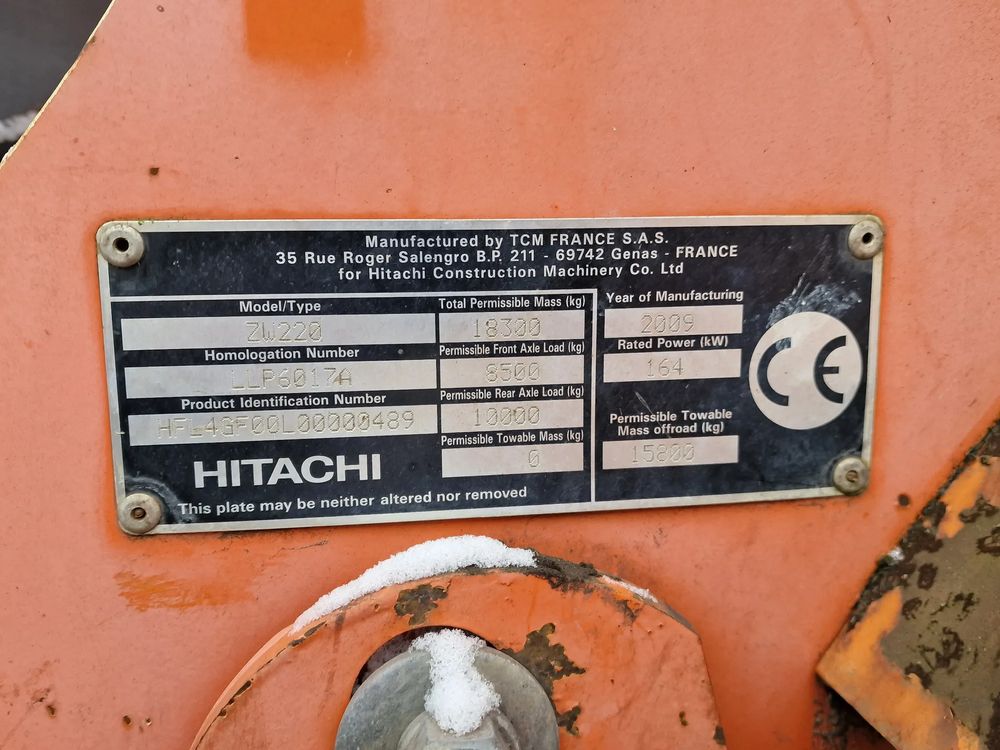 Manufactured by TCM FRANCE S.A.S.
35 Rue Roger Salengro B.P. 211 - 69742 Genas - FRANCE
for Hitachi Construction Machinery Co. Ltd
Model/Type
ZW220
Homologation Number
LLP6017A
Product Identification Number
HFL4GF00L00000489
HITACHI
This plate may be neither altered nor removed
Total Permissible Mass (kg)
18300
Permissible Front Axle Load (kg)
8500
Permissible Rear Axle Load (kg)
10000
Permissible Towable Mass (kg)
0
Year of Manufacturing
2009
Rated Power (kW)
164
Permissible Towable
Mass offroad (kg)
15800
CE